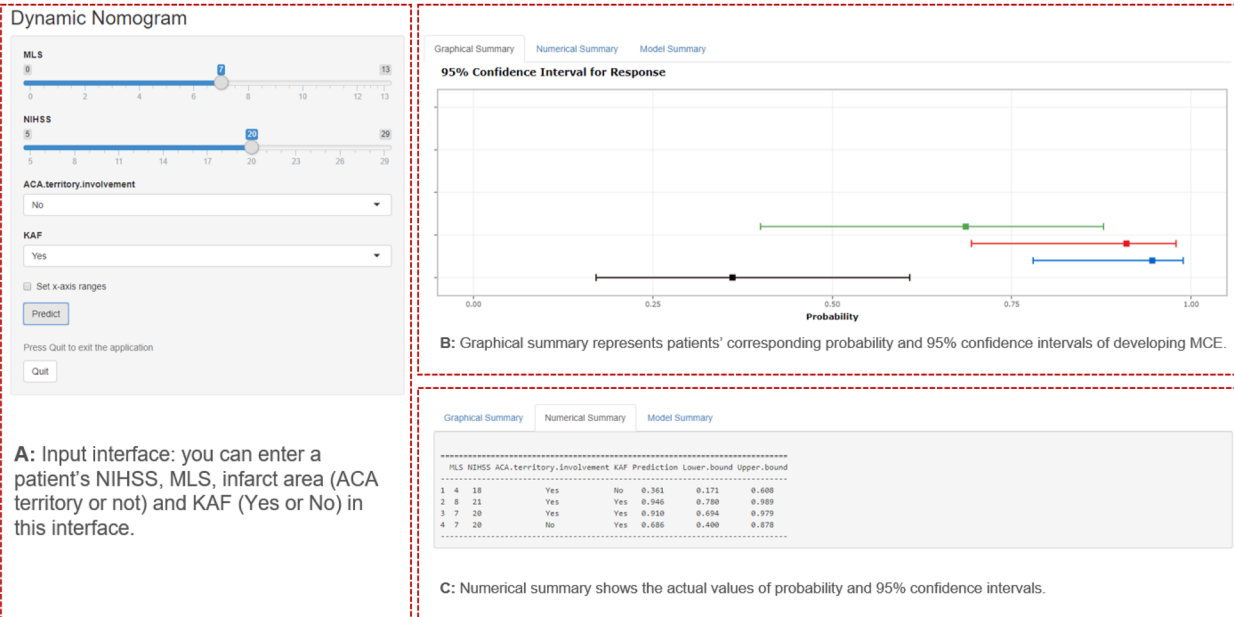 Dynamic Nomogram
MLS
0 7 13
0 2 4 6 8 10 12 13
NIHSS
5 20 29
5 8 11 14 17 20 23 26 29
ACA.territory.involvement
No
KAF
Yes
Set x-axis ranges
Predict
Press Quit to exit the application
Quit
A: Input interface: you can enter a
patient's NIHSS, MLS, infarct area (ACA
territory or not) and KAF (Yes or No) in
this interface.
Graphical Summary Numerical Summary Model Summary
95% Confidence Interval for Response
0.00 0.25 0.50 0.75 1.00
Probability
B: Graphical summary represents patients' corresponding probability and 95% confidence intervals of developing MCE.
Graphical Summary Numerical Summary Model Summary
MLS NIHSS ACA.territory.involvement KAF Prediction Lower.bound Upper.bound
1 4 18 Yes No 0.361 0.171 0.608
2 8 21 Yes Yes 0.946 0.780 0.989
3 7 20 Yes Yes 0.910 0.694 0.979
4 7 20 No Yes 0.686 0.400 0.878
C: Numerical summary shows the actual values of probability and 95% confidence intervals.